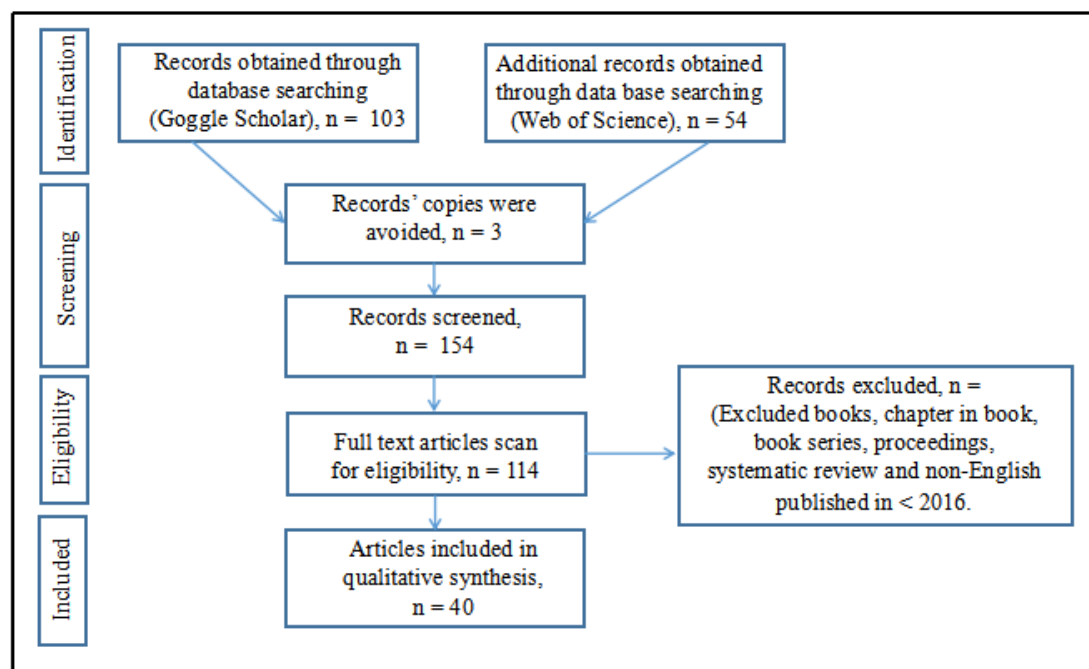 Identification
Records obtained through
database searching
(Goggle Scholar), n = 103
Additional records obtained
through data base searching
(Web of Science), n = 54
Screening
Records’ copies were
avoided, n = 3
Records screened,
n = 154
Eligibility
Full text articles scan
for eligibility, n = 114
Records excluded, n =
(Excluded books, chapter in book,
book series, proceedings,
systematic review and non-English
published in < 2016.
Included
Articles included in
qualitative synthesis,
n = 40